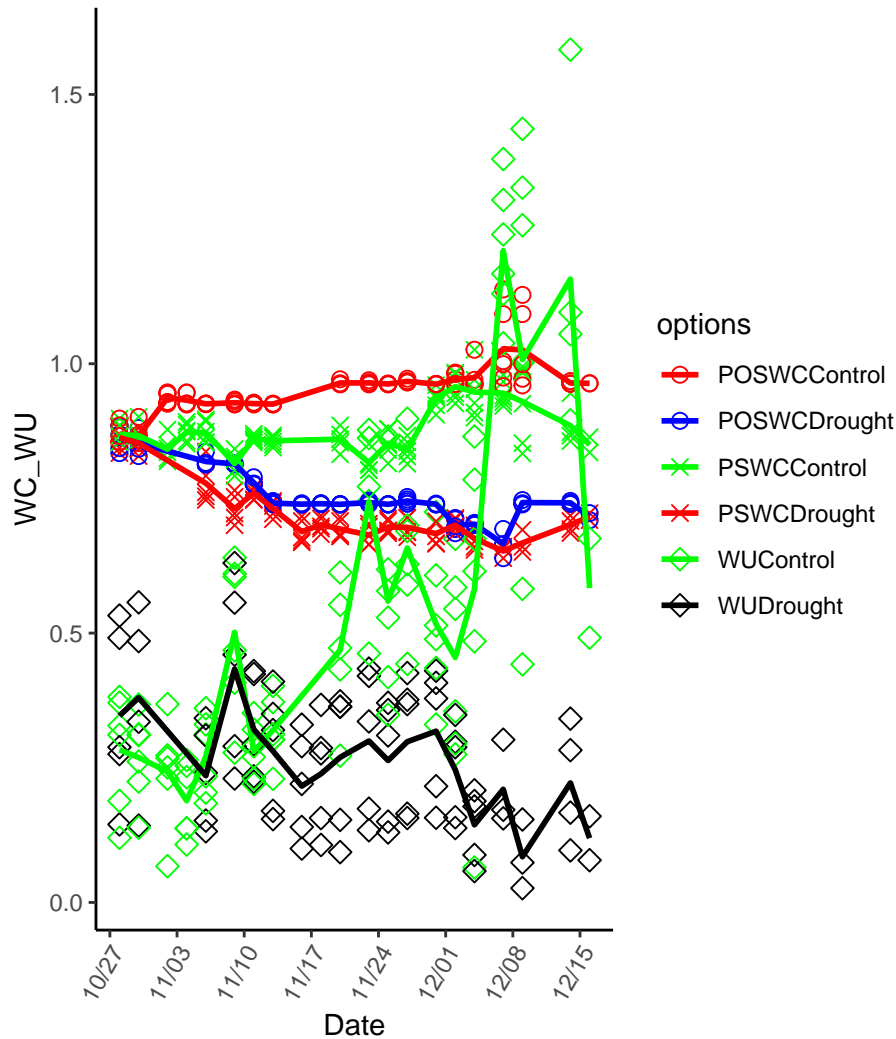 WC_WU
1.5
1.0
0.5
0.0
10/27
11/03
11/10
11/17
11/24
12/01
12/08
12/15
Date
options
POSWCControl
POSWCDrought
PSWCControl
PSWCDrought
WUControl
WUDrought